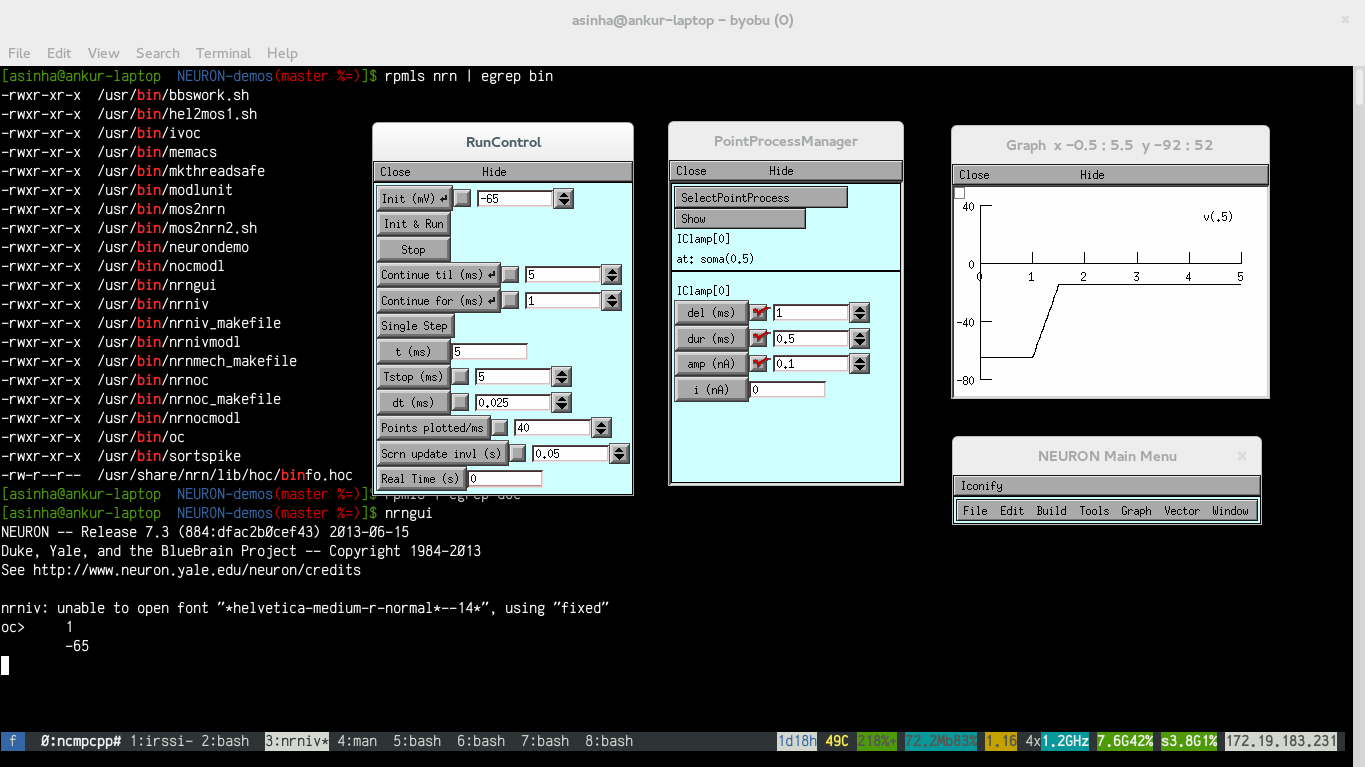 asinha@ankur-laptop - byobu (0)
File Edit View Search Terminal Help
[asinha@ankur-laptop NEURON-demos(master %=)]$ rpmls nrn | egrep bin
-rwxr-xr-x /usr/bin/bbswork.sh
-rwxr-xr-x /usr/bin/hel2mos1.sh
-rwxr-xr-x /usr/bin/ivoc
-rwxr-xr-x /usr/bin/memacs
-rwxr-xr-x /usr/bin/mkthreadsafe
-rwxr-xr-x /usr/bin/modlunit
-rwxr-xr-x /usr/bin/mos2nrn
-rwxr-xr-x /usr/bin/mos2nrn2.sh
-rwxr-xr-x /usr/bin/neurondemo
-rwxr-xr-x /usr/bin/nocmodl
-rwxr-xr-x /usr/bin/nrngui
-rwxr-xr-x /usr/bin/nrniv
-rwxr-xr-x /usr/bin/nrniv_makefile
-rwxr-xr-x /usr/bin/nrnivmodl
-rwxr-xr-x /usr/bin/nrnmech_makefile
-rwxr-xr-x /usr/bin/nrnoc
-rwxr-xr-x /usr/bin/nrnoc_makefile
-rwxr-xr-x /usr/bin/nrnocmodl
-rwxr-xr-x /usr/bin/oc
-rwxr-xr-x /usr/bin/sortspike
-rw-r--r-- /usr/share/nrn/lib/hoc/binfo.hoc
[asinha@ankur-laptop NEURON-demos(master %=)]$ rpmls | egrep doc
[asinha@ankur-laptop NEURON-demos(master %=)]$ nrngui
NEURON -- Release 7.3 (884:dfac2b0cef43) 2013-06-15
Duke, Yale, and the BlueBrain Project -- Copyright 1984-2013
See http://www.neuron.yale.edu/neuron/credits
nrniv: unable to open font "*helvetica-medium-r-normal*--14*", using "fixed"
oc> 1
-65
RunControl
Close Hide
Init (mV) -65
Init & Run
Stop
Continue til (ms) 5
Continue for (ms) 1
Single Step
t (ms) 5
Tstop (ms) 5
dt (ms) 0.025
Points plotted/ms 40
Scrn update invl (s) 0.05
Real Time (s) 0
PointProcessManager
Close Hide
SelectPointProcess
Show
IClamp[0]
at: soma(0.5)
IClamp[0]
del (ms) 1
dur (ms) 0.5
amp (nA) 0.1
i (nA) 0
Graph x -0.5 : 5.5 y -92 : 52
Close Hide
40
v(.5)
0
0 1 2 3 4 5
-40
-80
NEURON Main Menu
Iconify
File Edit Build Tools Graph Vector Window
f 0:ncmpcpp# 1:irssi- 2:bash 3:nrniv* 4:man 5:bash 6:bash 7:bash 8:bash 1d18h 49C 218%+ 72.2Mb83% 1.16 4x1.2GHz 7.6G42% s3.8G1% 172.19.183.231